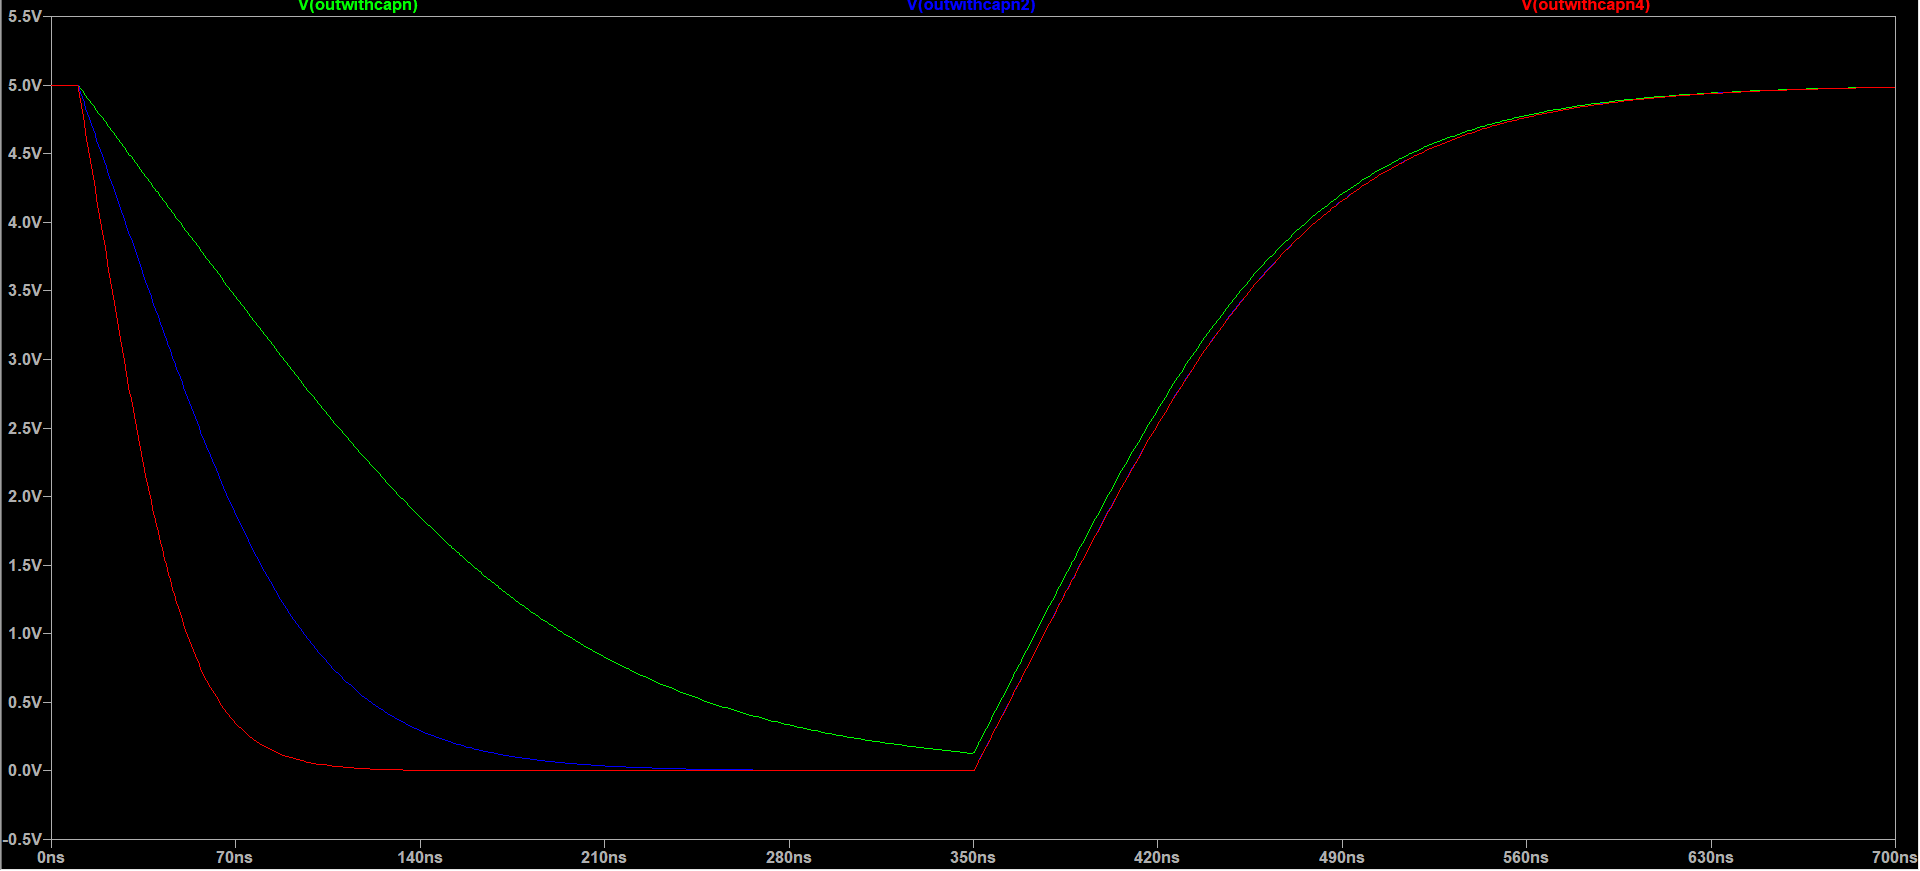 V(outwithcapn) V(outwithcapn2) V(outwithcapn4)
5.5V
5.0V
4.5V
4.0V
3.5V
3.0V
2.5V
2.0V
1.5V
1.0V
0.5V
0.0V
-0.5V
0ns 70ns 140ns 210ns 280ns 350ns 420ns 490ns 560ns 630ns 700ns